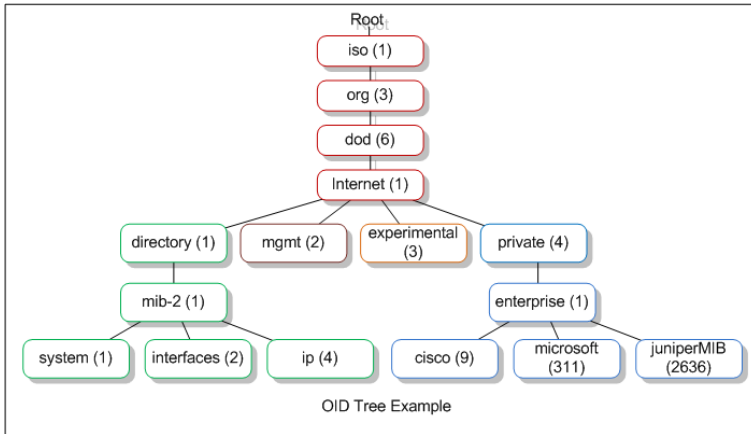 Root
iso (1)
org (3)
dod (6)
Internet (1)
directory (1)
mgmt (2)
experimental
(3)
private (4)
mib-2 (1)
enterprise (1)
system (1)
interfaces (2)
ip (4)
cisco (9)
microsoft
(311)
juniperMIB
(2636)
OID Tree Example